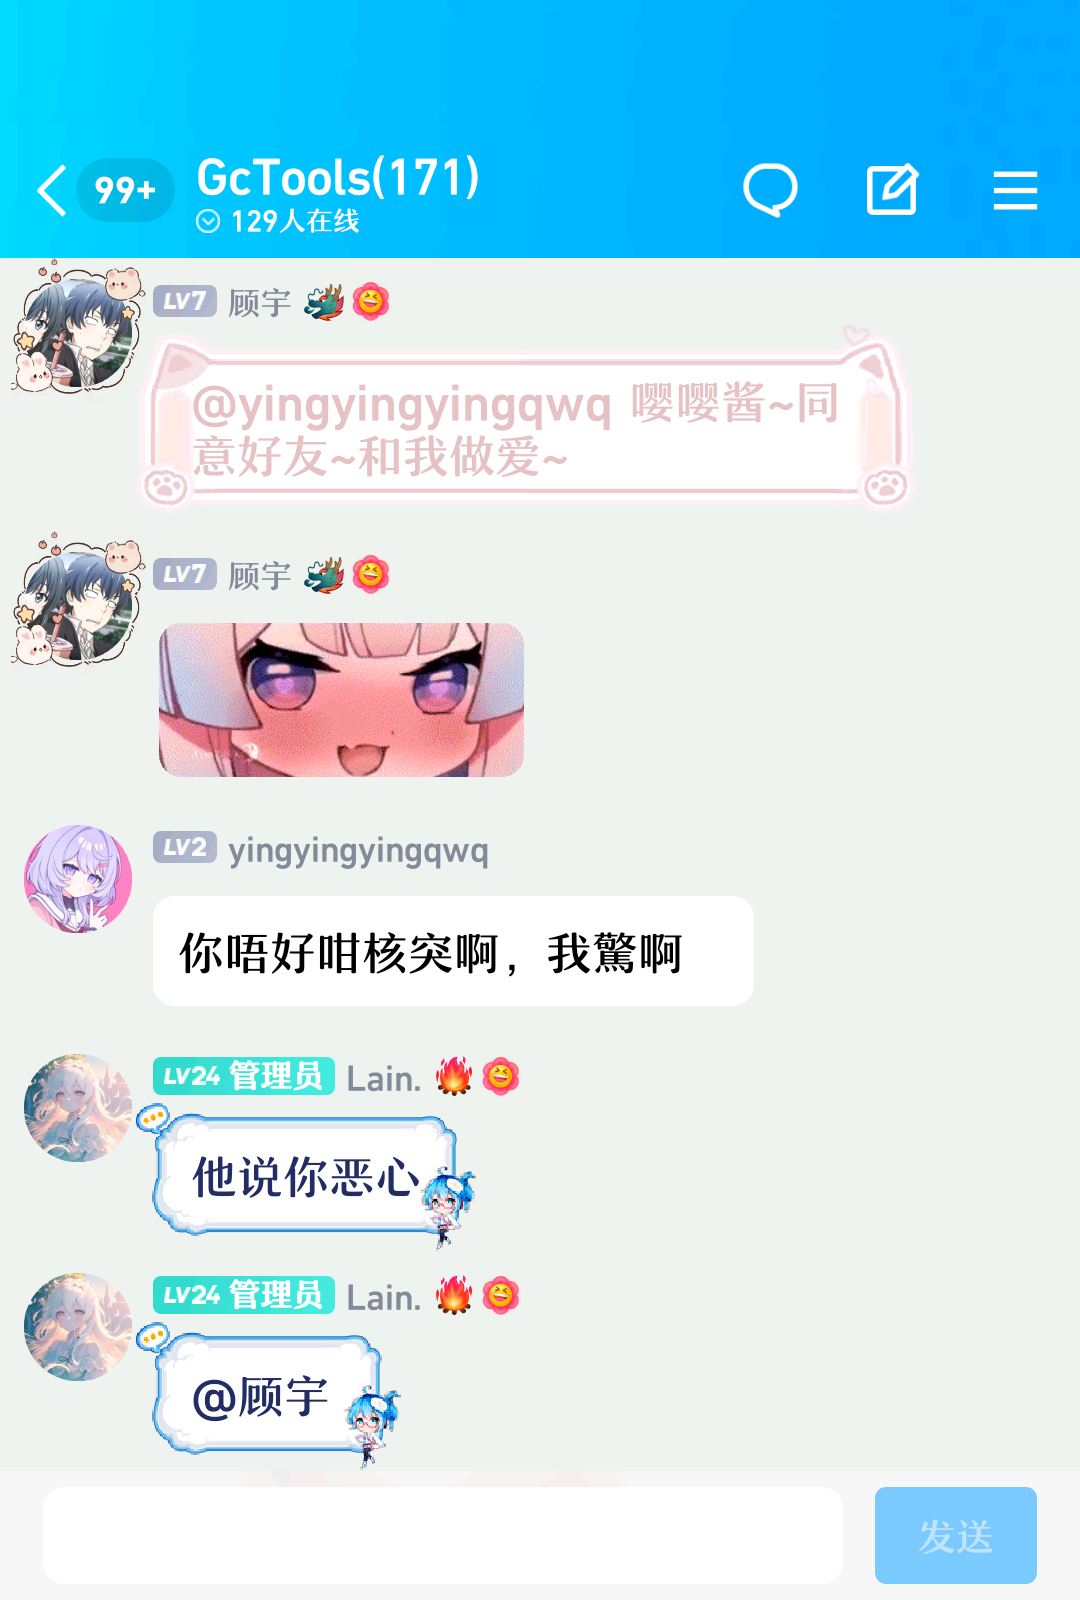 99+
GcTools(171)
129人在线
LV7 顾宇
@yingyingyingqwq 嘤嘤酱~同
意好友~和我做爱~
LV7 顾宇
LV2 yingyingyingqwq
你唔好咁核突啊，我驚啊
LV24 管理员 Lain.
他说你恶心
LV24 管理员 Lain.
@顾宇
发送